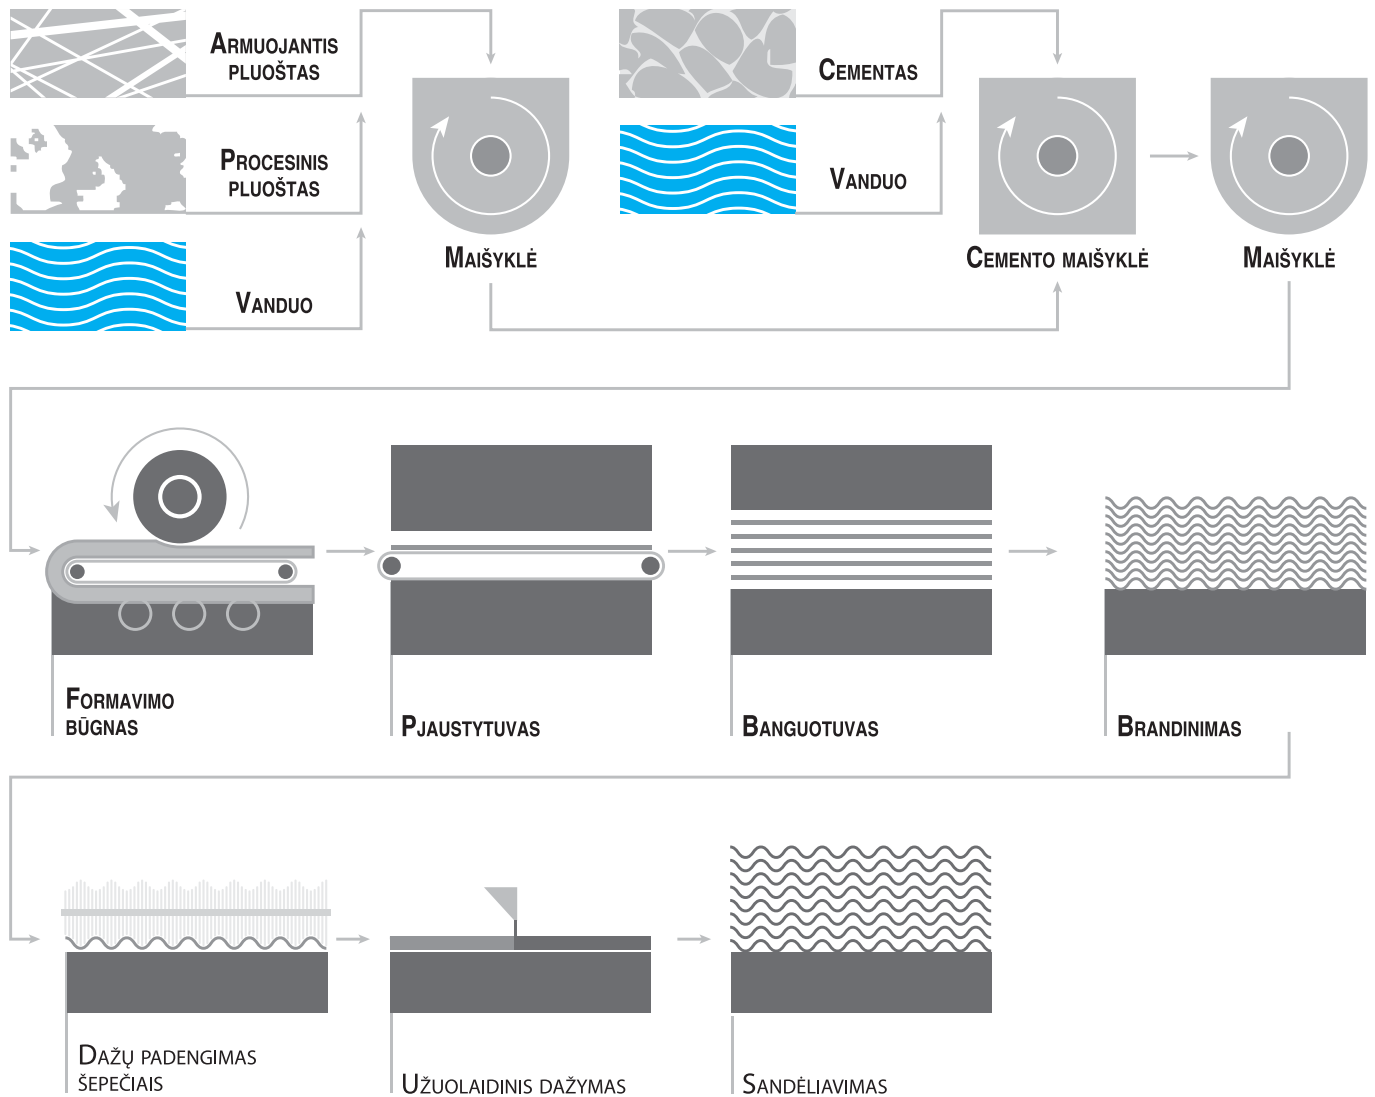 Armuojantis
pluoštas
Procesinis
pluoštas
Vanduo
Maišyklė
Cementas
Vanduo
Cemento maišyklė
Maišyklė
Formavimo
būgnas
Pjaustytuvas
Banguotuvas
Brandinimas
Dažų padengimas
šepečiais
Užuolaidinis dažymas
Sandėliavimas